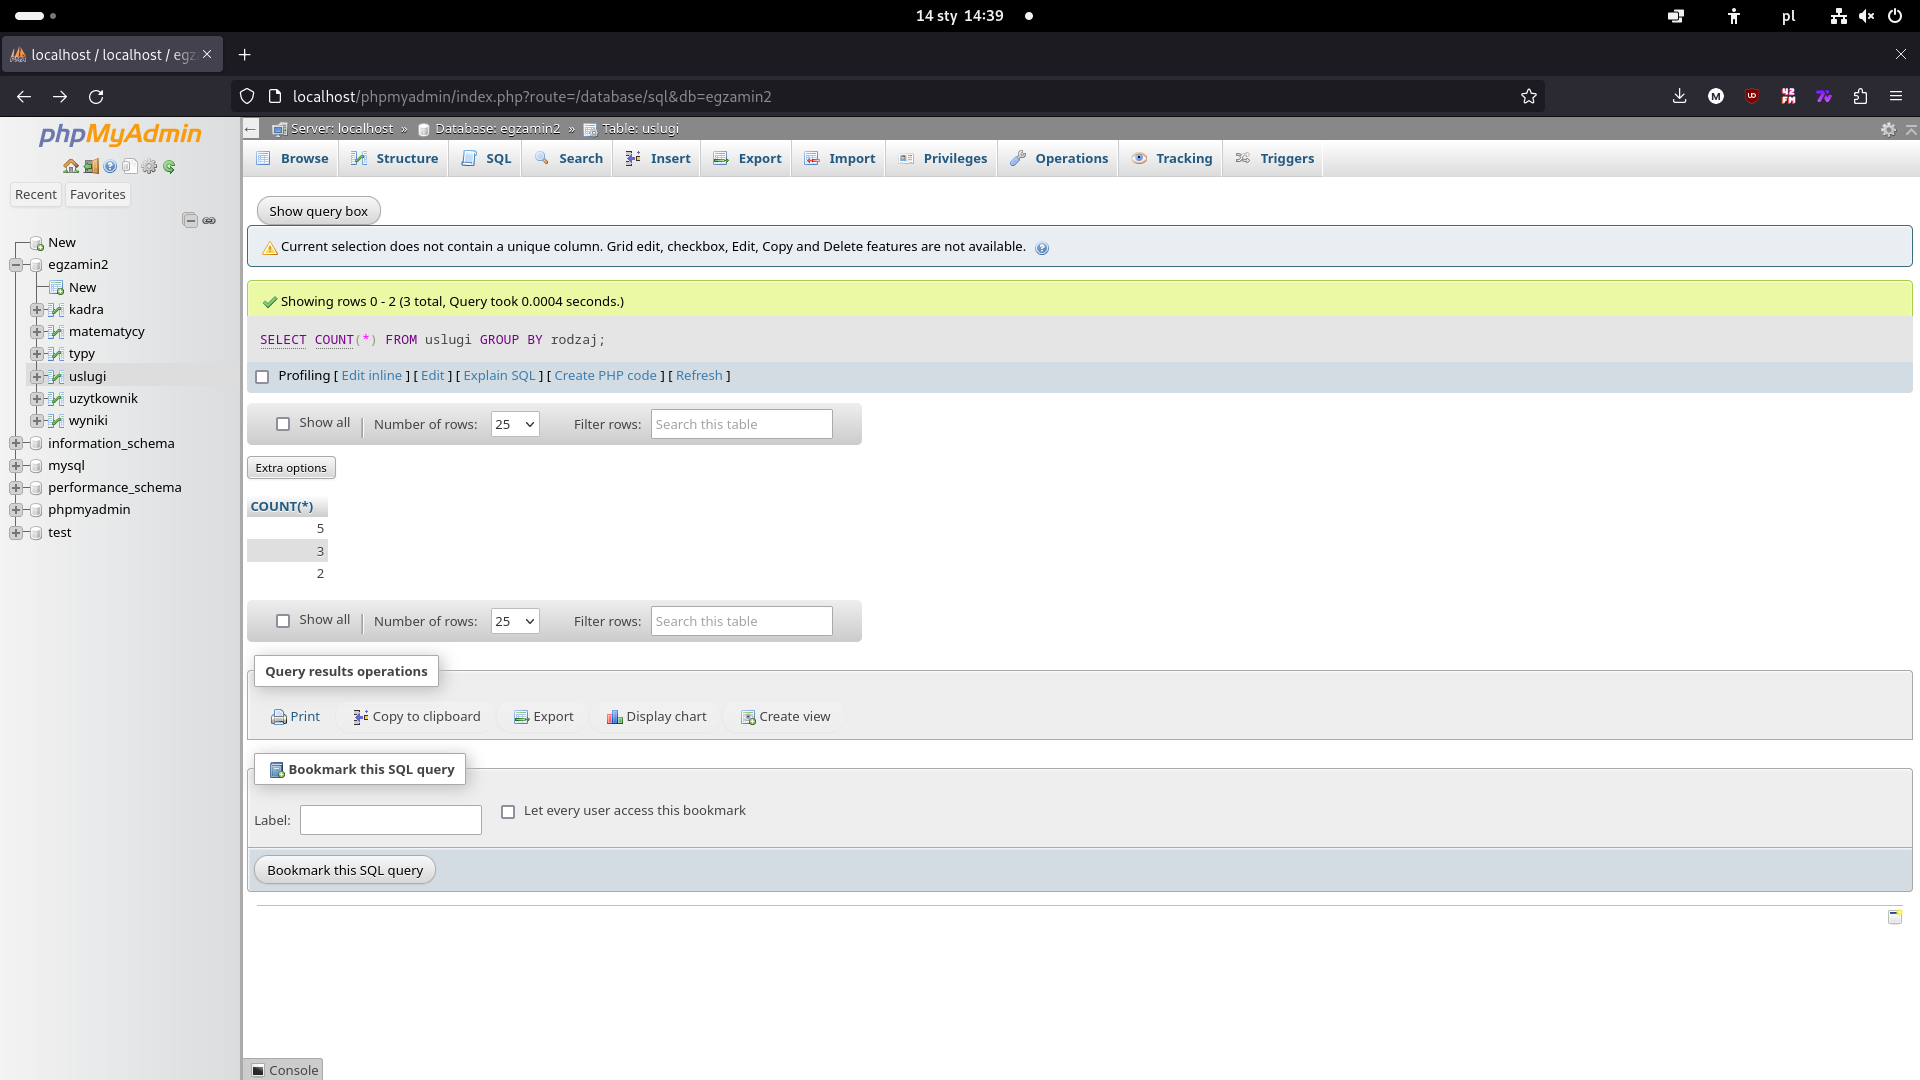 14 sty 14:39
pl
localhost / localhost / egz
localhost/phpmyadmin/index.php?route=/database/sql&db=egzamin2
phpMyAdmin
Recent
Favorites
New
egzamin2
New
kadra
matematycy
typy
uslugi
uzytkownik
wyniki
information_schema
mysql
performance_schema
phpmyadmin
test
Server: localhost » Database: egzamin2 » Table: uslugi
Browse Structure SQL Search Insert Export Import Privileges Operations Tracking Triggers
Show query box
Current selection does not contain a unique column. Grid edit, checkbox, Edit, Copy and Delete features are not available.
Showing rows 0 - 2 (3 total, Query took 0.0004 seconds.)
SELECT COUNT(*) FROM uslugi GROUP BY rodzaj;
Profiling [ Edit inline ] [ Edit ] [ Explain SQL ] [ Create PHP code ] [ Refresh ]
Show all Number of rows: 25 Filter rows: Search this table
Extra options
COUNT(*)
5
3
2
Show all Number of rows: 25 Filter rows: Search this table
Query results operations
Print Copy to clipboard Export Display chart Create view
Bookmark this SQL query
Label: Let every user access this bookmark
Bookmark this SQL query
Console